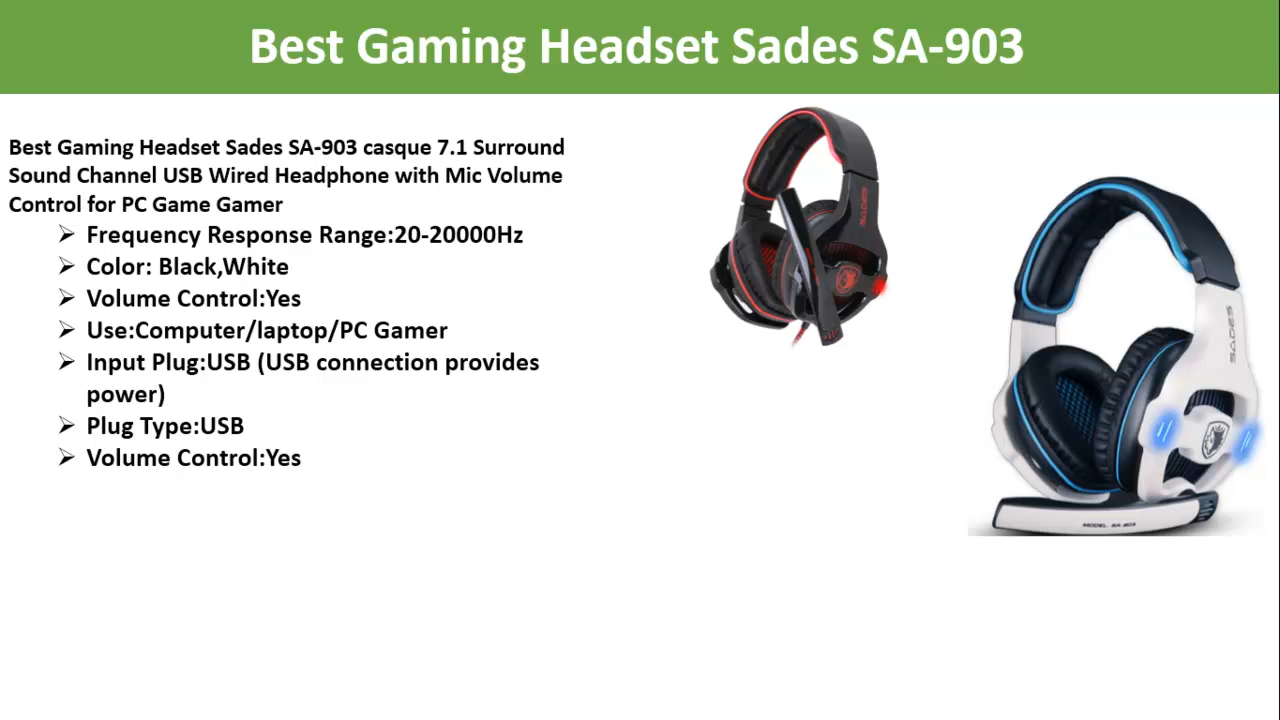 Best Gaming Headset Sades SA-903
Best Gaming Headset Sades SA-903 casque 7.1 Surround
Sound Channel USB Wired Headphone with Mic Volume
Control for PC Game Gamer
Frequency Response Range:20-20000Hz
Color: Black,White
Volume Control:Yes
Use:Computer/laptop/PC Gamer
Input Plug:USB (USB connection provides
power)
Plug Type:USB
Volume Control:Yes
SADES
SADES
MODEL: SA-903